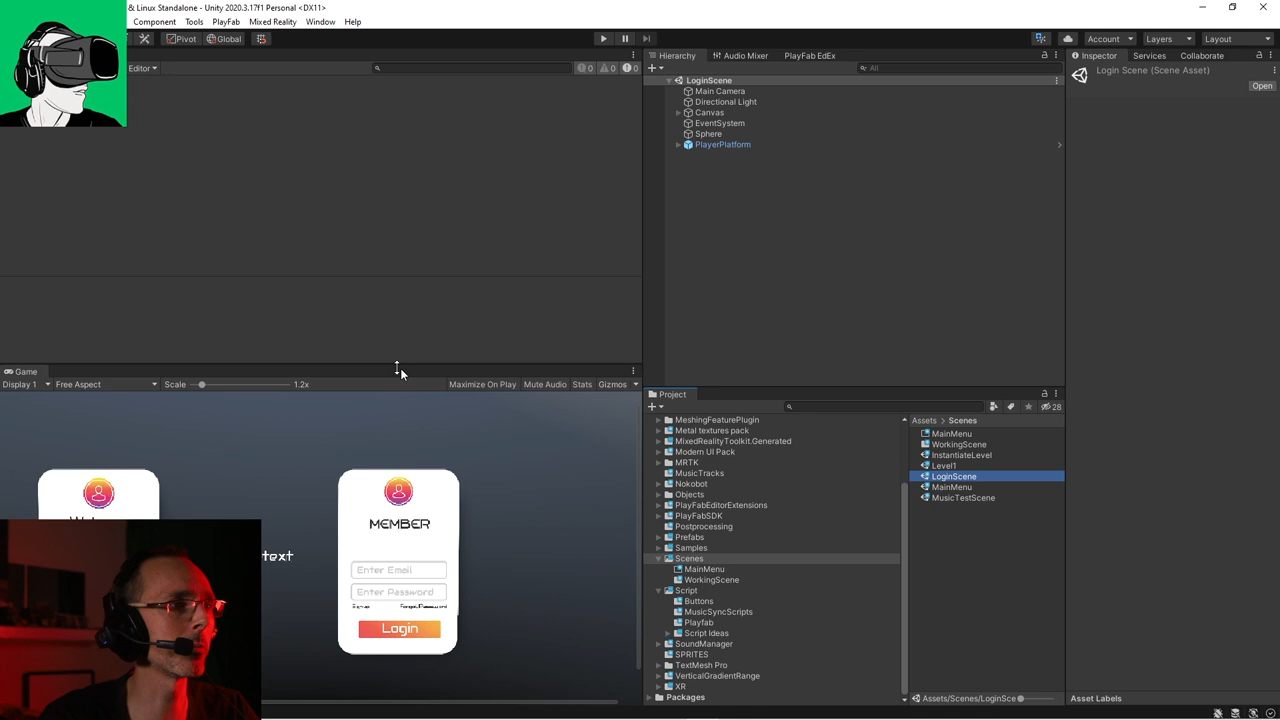 & Linux Standalone - Unity 2020.3.17f1 Personal <DX11>
Component Tools PlayFab Mixed Reality Window Help
Pivot Global
Account Layers Layout
Editor
0 0 0
Hierarchy Audio Mixer PlayFab EdEx
All
LoginScene
Main Camera
Directional Light
Canvas
EventSystem
Sphere
PlayerPlatform
Inspector Services Collaborate
Login Scene (Scene Asset)
Open
Game
Display 1 Free Aspect Scale 1.2x Maximize On Play Mute Audio Stats Gizmos
MEMBER
text
Enter Email
Enter Password
Login
Project
28
MeshingFeaturePlugin
Metal textures pack
MixedRealityToolkit.Generated
Modern UI Pack
MRTK
MusicTracks
Nokobot
Objects
PlayFabEditorExtensions
PlayFabSDK
Postprocessing
Prefabs
Samples
Scenes
MainMenu
WorkingScene
Script
Buttons
MusicSyncScripts
Playfab
Script Ideas
SoundManager
SPRITES
TextMesh Pro
VerticalGradientRange
XR
Packages
Assets > Scenes
MainMenu
WorkingScene
InstantiateLevel
Level1
LoginScene
MainMenu
MusicTestScene
Assets/Scenes/LoginSce
Asset Labels